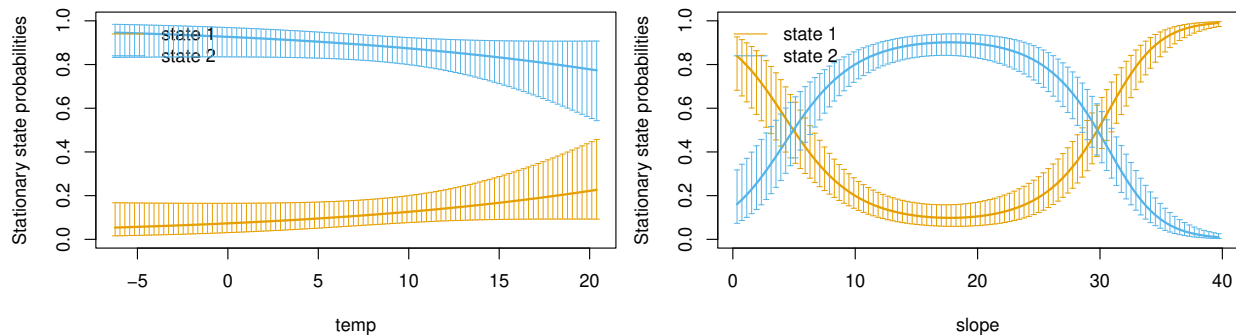 Stationary state probabilities
1.0
0.8
0.6
0.4
0.2
0.0
state 1
state 2
−5 0 5 10 15 20
temp
Stationary state probabilities
1.0
0.8
0.6
0.4
0.2
0.0
state 1
state 2
0 10 20 30 40
slope